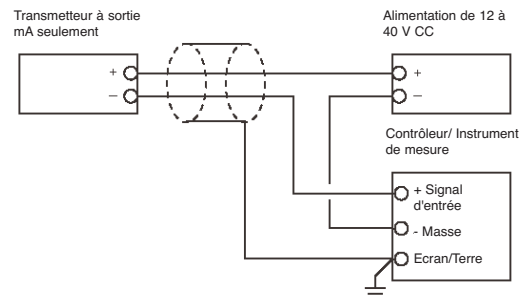 Transmetteur à sortie
mA seulement
Alimentation de 12 à
40 V CC
+
–
+
–
Contrôleur/ Instrument
de mesure
+ Signal
d'entrée
- Masse
Ecran/Terre